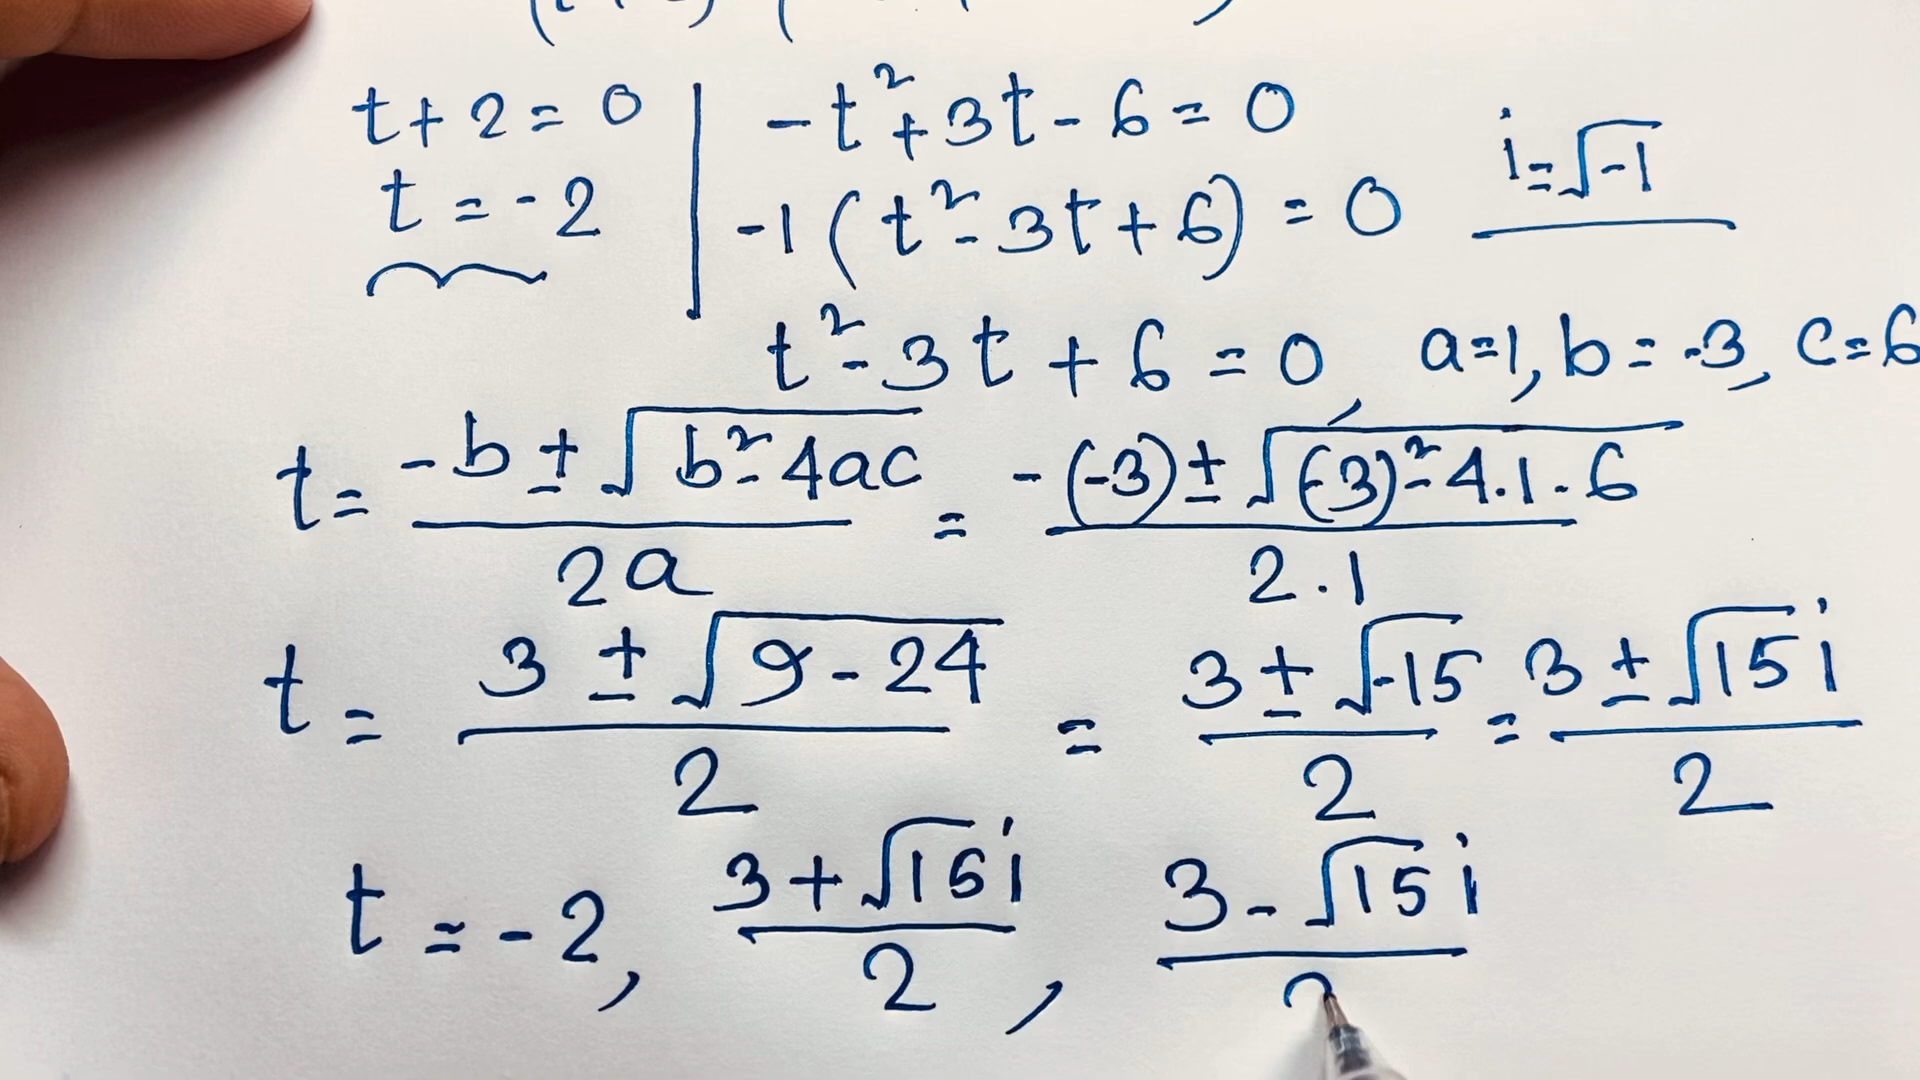 t+2=0 | -t²+3t-6=0
t=-2 | -1(t²-3t+6)=0 i=√-1
t²-3t+6=0, a=1, b=-3, c=6
t= (-b±√(b²-4ac))/2a = (-(-3)±√((-3)²-4.1.6))/2.1
t= (3±√(9-24))/2 = (3±√-15)/2 = (3±√15 i)/2
t=-2, (3+√15 i)/2, (3-√15 i)/2